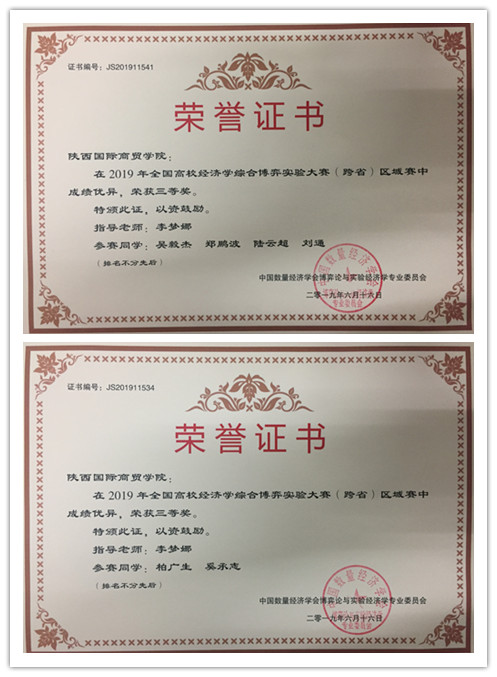 证书编号：JS201911541
荣誉证书
陕西国际商贸学院：
在2019年全国高校经济学综合博弈实验大赛（跨省）区域赛中
成绩优异，荣获三等奖。
特颁此证，以资鼓励。
指导老师：李梦娜
参赛同学：吴毅杰 郑鹏波 陆云超 刘通
（排名不分先后）
中国数量经济学会博弈论与实验经济学专业委员会
二〇一九年六月十六日
证书编号：JS201911534
荣誉证书
陕西国际商贸学院：
在2019年全国高校经济学综合博弈实验大赛（跨省）区域赛中
成绩优异，荣获三等奖。
特颁此证，以资鼓励。
指导老师：李梦娜
参赛同学：柏广生 吴承志
（排名不分先后）
中国数量经济学会博弈论与实验经济学专业委员会
二〇一九年六月十六日